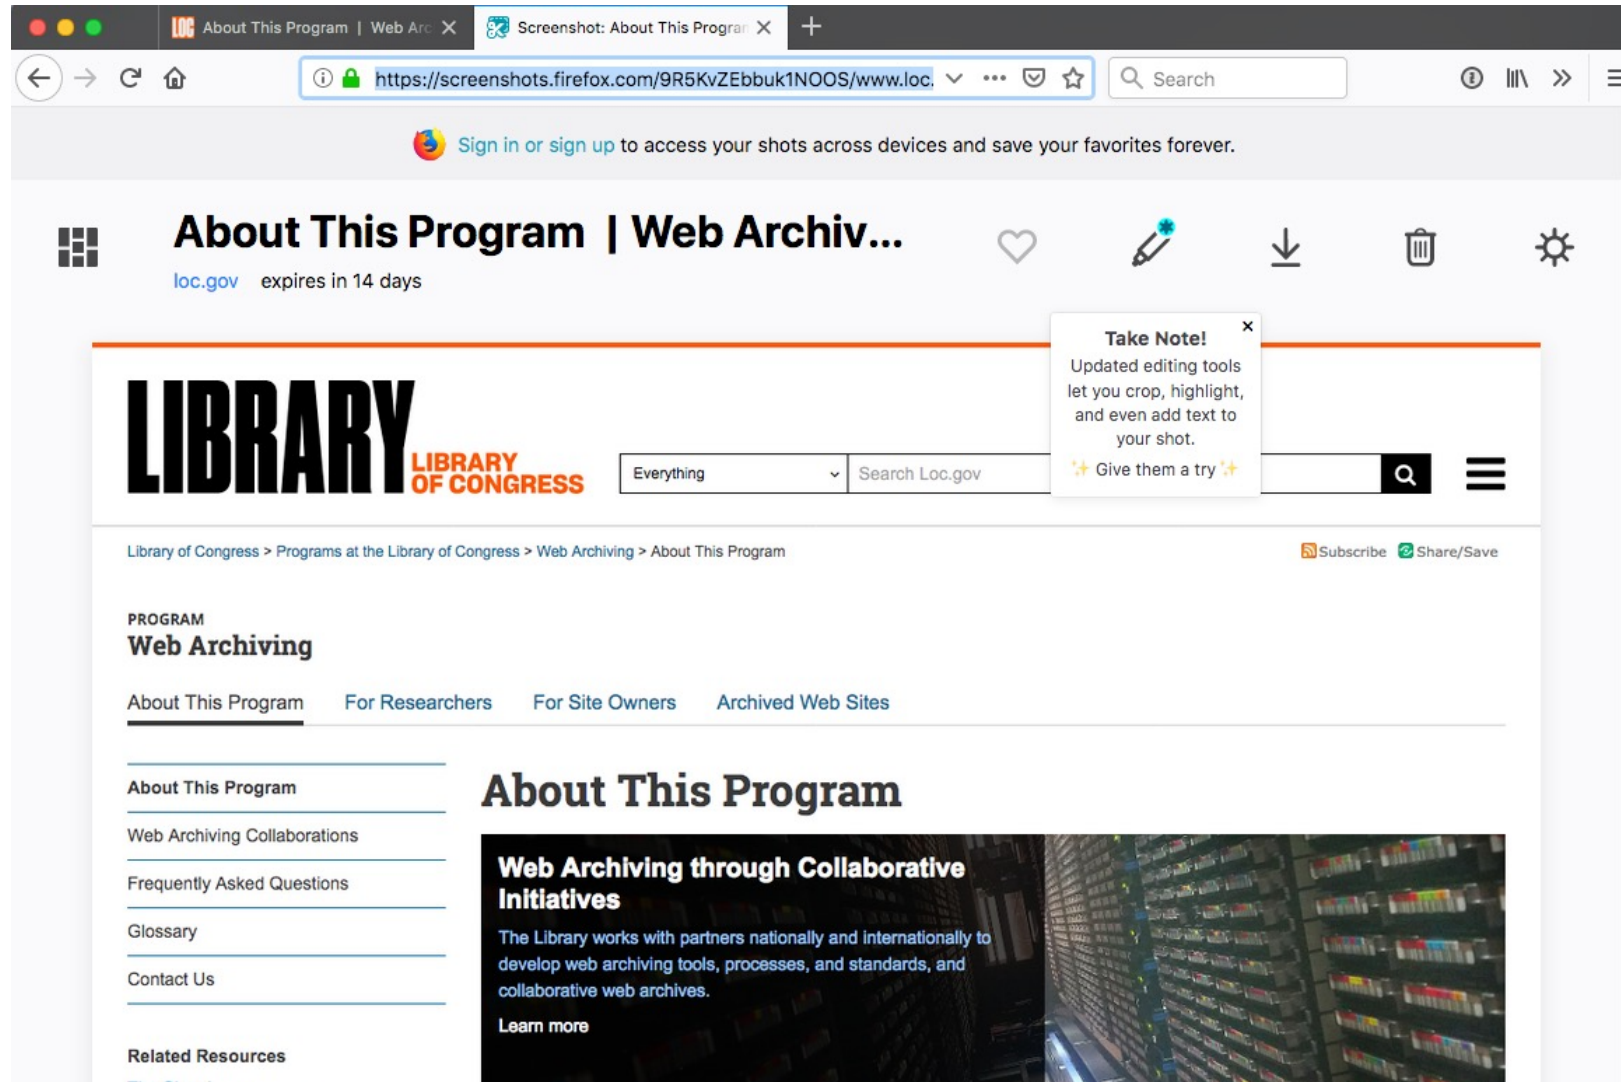 LOC About This Program | Web Arc
Screenshot: About This Progran
https://screenshots.firefox.com/9R5KvZEbbuk1NOOS/www.loc.
Search
Sign in or sign up to access your shots across devices and save your favorites forever.
About This Program | Web Archiv...
loc.gov expires in 14 days
Take Note!
Updated editing tools
let you crop, highlight,
and even add text to
your shot.
✨ Give them a try ✨
LIBRARY
LIBRARY
OF CONGRESS
Everything
Search Loc.gov
Library of Congress > Programs at the Library of Congress > Web Archiving > About This Program
Subscribe Share/Save
PROGRAM
Web Archiving
About This Program For Researchers For Site Owners Archived Web Sites
About This Program
Web Archiving Collaborations
Frequently Asked Questions
Glossary
Contact Us
Related Resources
About This Program
Web Archiving through Collaborative
Initiatives
The Library works with partners nationally and internationally to
develop web archiving tools, processes, and standards, and
collaborative web archives.
Learn more